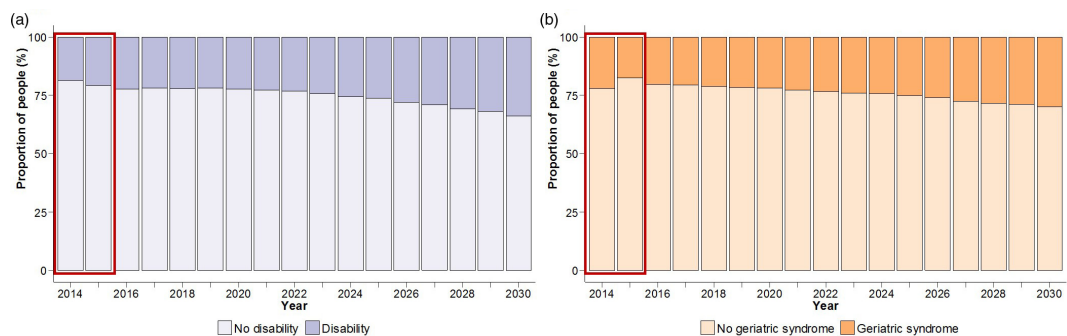 (a)
100
75
50
25
0
Proportion of people (%)
2014 2016 2018 2020 2022 2024 2026 2028 2030
Year
No disability Disability
(b)
100
75
50
25
0
Proportion of people (%)
2014 2016 2018 2020 2022 2024 2026 2028 2030
Year
No geriatric syndrome Geriatric syndrome